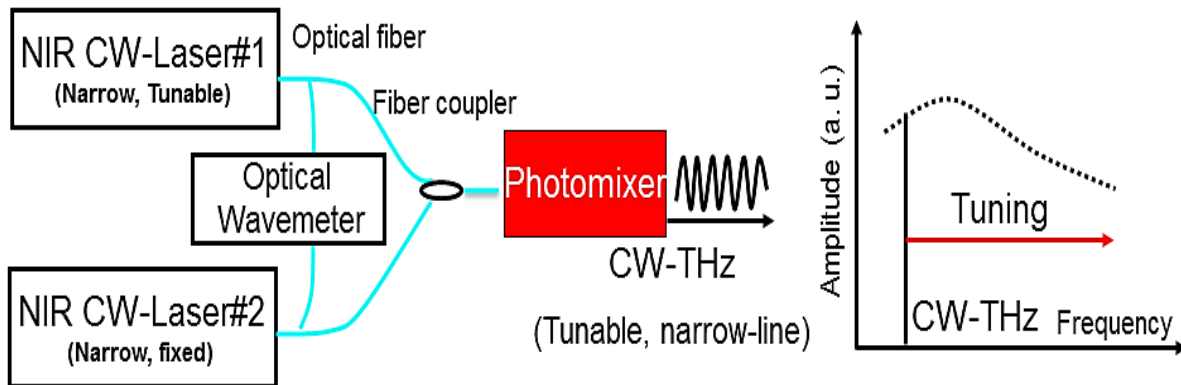 NIR CW-Laser#1
(Narrow, Tunable)
Optical fiber
Fiber coupler
Optical
Wavemeter
Photomixer
CW-THz
(Tunable, narrow-line)
NIR CW-Laser#2
(Narrow, fixed)
Amplitude (a. u.)
Tuning
CW-THz
Frequency